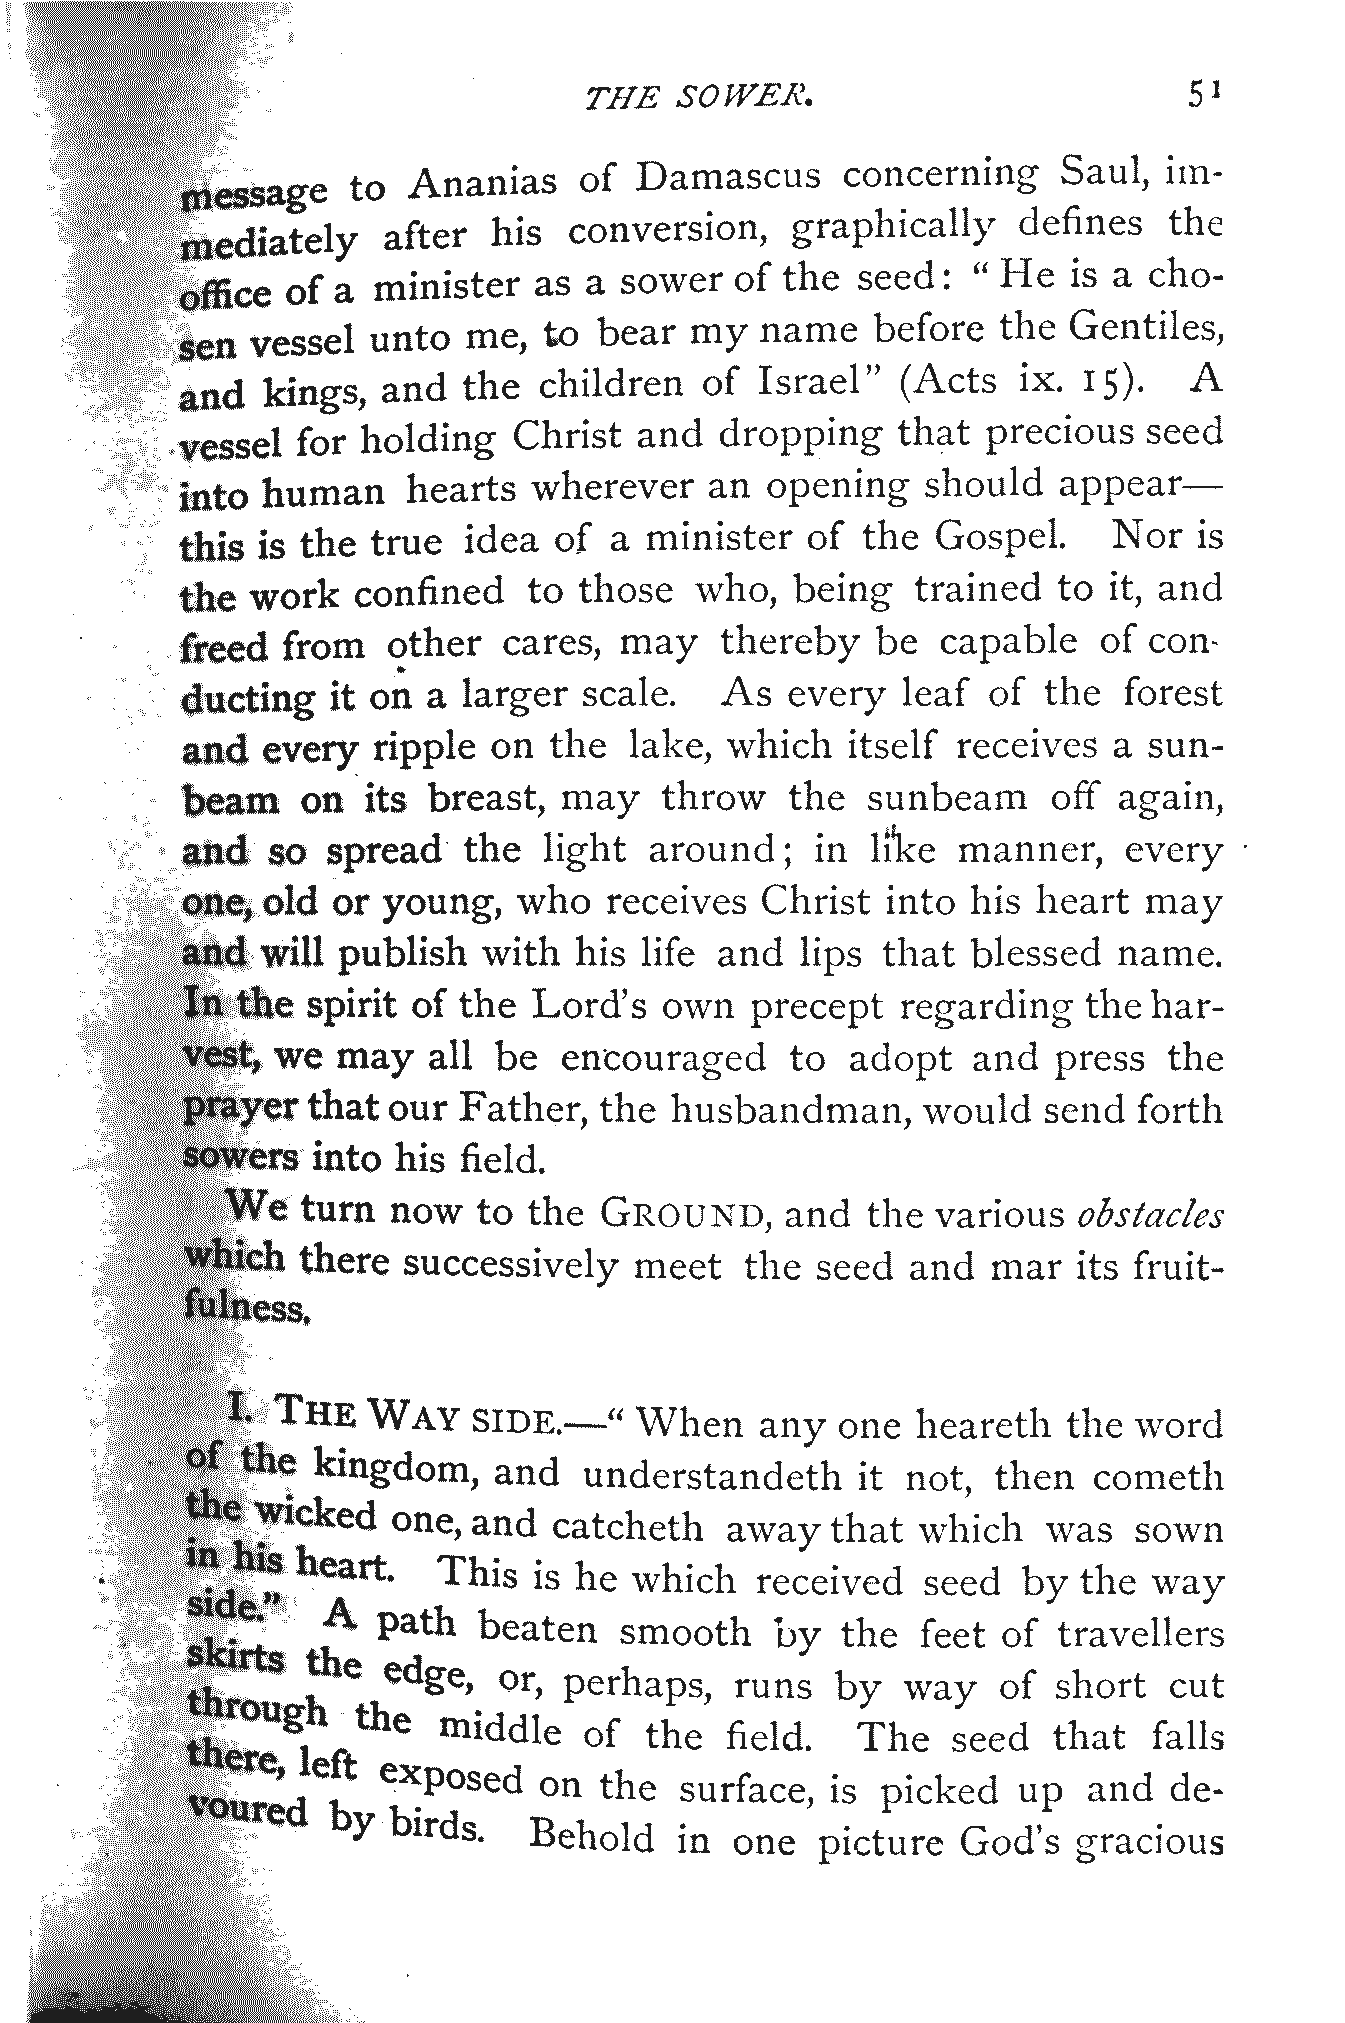 THE SOWER. 51
message to Ananias of Damascus concerning Saul, im-
mediately after his conversion, graphically defines the
office of a minister as a sower of the seed: " He is a cho-
sen vessel unto me, to bear my name before the Gentiles,
and kings, and the children of Israel" (Acts ix. 15). A
vessel for holding Christ and dropping that precious seed
into human hearts wherever an opening should appear—
this is the true idea of a minister of the Gospel. Nor is
the work confined to those who, being trained to it, and
freed from other cares, may thereby be capable of con-
ducting it on a larger scale. As every leaf of the forest
and every ripple on the lake, which itself receives a sun-
beam on its breast, may throw the sunbeam off again,
and so spread the light around; in like manner, every
one, old or young, who receives Christ into his heart may
and will publish with his life and lips that blessed name.
In the spirit of the Lord's own precept regarding the har-
vest, we may all be encouraged to adopt and press the
prayer that our Father, the husbandman, would send forth
sowers into his field.
We turn now to the GROUND, and the various obstacles
which there successively meet the seed and mar its fruit-
fulness.
I. THE WAY SIDE.—" When any one heareth the word
of the kingdom, and understandeth it not, then cometh
the wicked one, and catcheth away that which was sown
in his heart. This is he which received seed by the way
side." A path beaten smooth by the feet of travellers
skirts the edge, or, perhaps, runs by way of short cut
through the middle of the field. The seed that falls
there, left exposed on the surface, is picked up and de-
voured by birds. Behold in one picture God's gracious